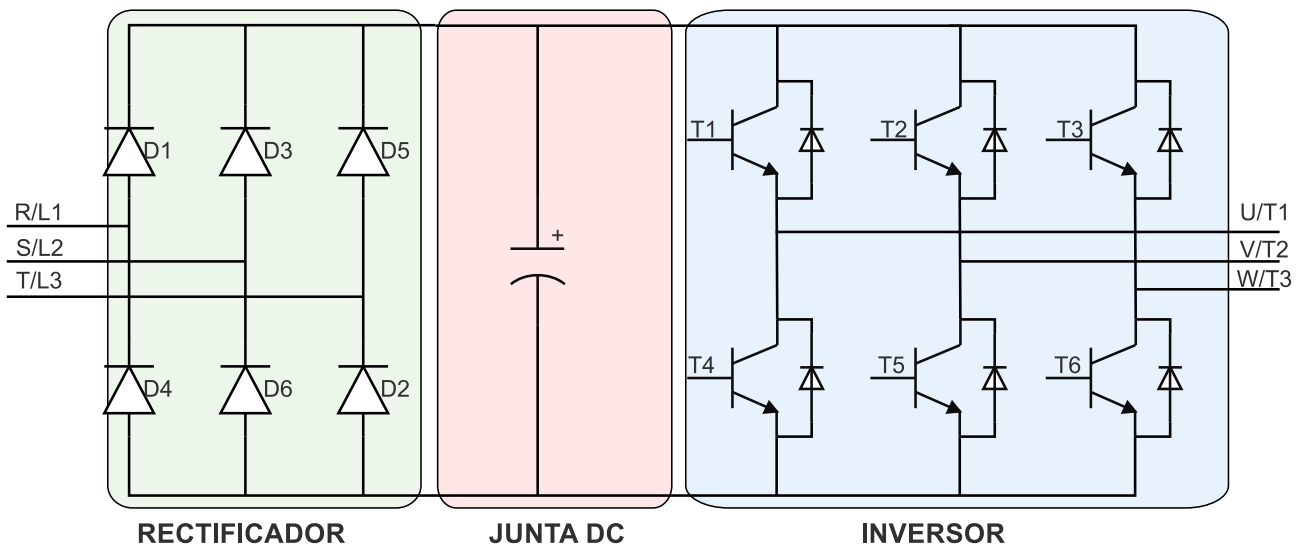 D1
D3
D5
T1
T2
T3
R/L1
S/L2
T/L3
+
U/T1
V/T2
W/T3
D4
D6
D2
T4
T5
T6
RECTIFICADOR
JUNTA DC
INVERSOR